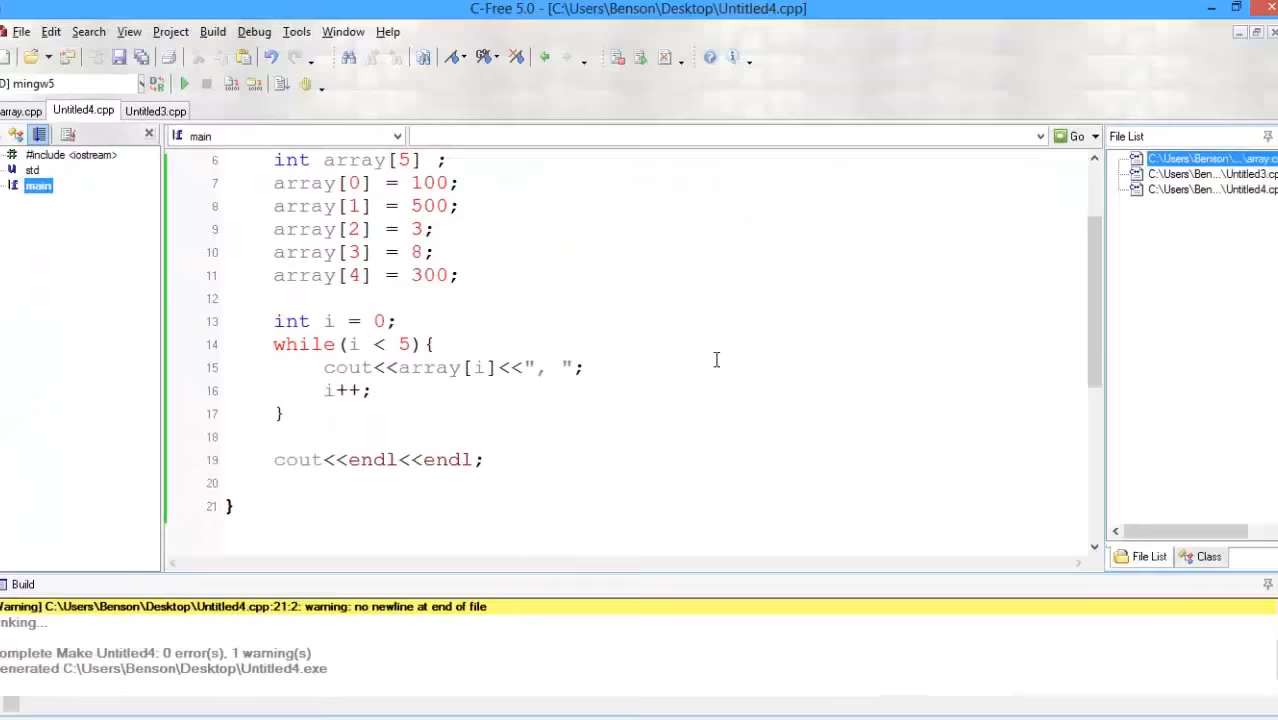 C-Free 5.0 - [C:\Users\Benson\Desktop\Untitled4.cpp]
File Edit Search View Project Build Debug Tools Window Help
D] mingw5
array.cpp Untitled4.cpp Untitled3.cpp
main Go File List
#include <iostream>
std
main
C:\Users\Benson\...\array.c
C:\Users\Ben...\Untitled3.c
C:\Users\Ben...\Untitled4.c
6 int array[5] ;
7 array[0] = 100;
8 array[1] = 500;
9 array[2] = 3;
10 array[3] = 8;
11 array[4] = 300;
12
13 int i = 0;
14 while(i < 5){
15 cout<<array[i]<<", ";
16 i++;
17 }
18
19 cout<<endl<<endl;
20
21 }
File List Class
Build
Warning] C:\Users\Benson\Desktop\Untitled4.cpp:21:2: warning: no newline at end of file
nking...
omplete Make Untitled4: 0 error(s), 1 warning(s)
enerated C:\Users\Benson\Desktop\Untitled4.exe